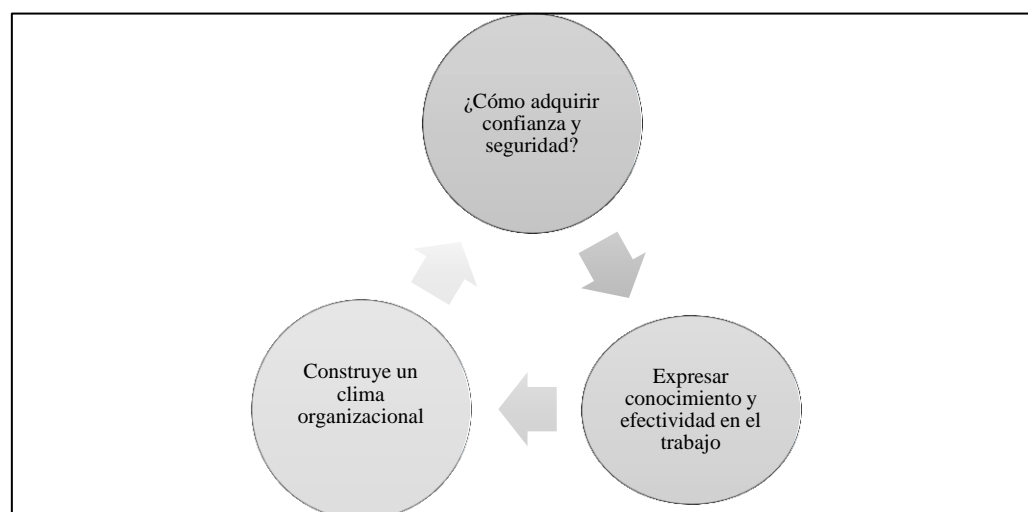 ¿Cómo adquirir
confianza y
seguridad?
Expresar
conocimiento y
efectividad en el
trabajo
Construye un
clima
organizacional